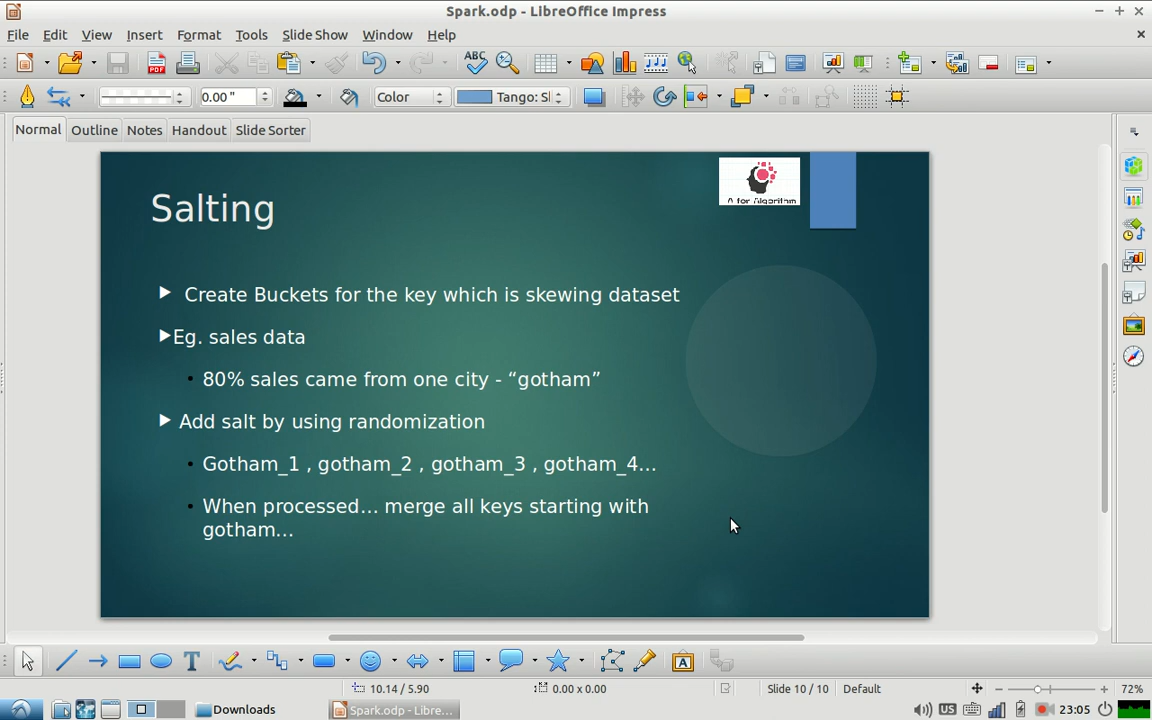 Spark.odp - LibreOffice Impress
File Edit View Insert Format Tools Slide Show Window Help
0.00 " Color Tango: Sl
Normal Outline Notes Handout Slide Sorter
A for Algorithm
Salting
Create Buckets for the key which is skewing dataset
Eg. sales data
80% sales came from one city - “gotham”
Add salt by using randomization
Gotham_1 , gotham_2 , gotham_3 , gotham_4…
When processed… merge all keys starting with
gotham…
10.14 / 5.90 0.00 x 0.00 Slide 10 / 10 Default 72%
Downloads Spark.odp - Libre... US 23:05